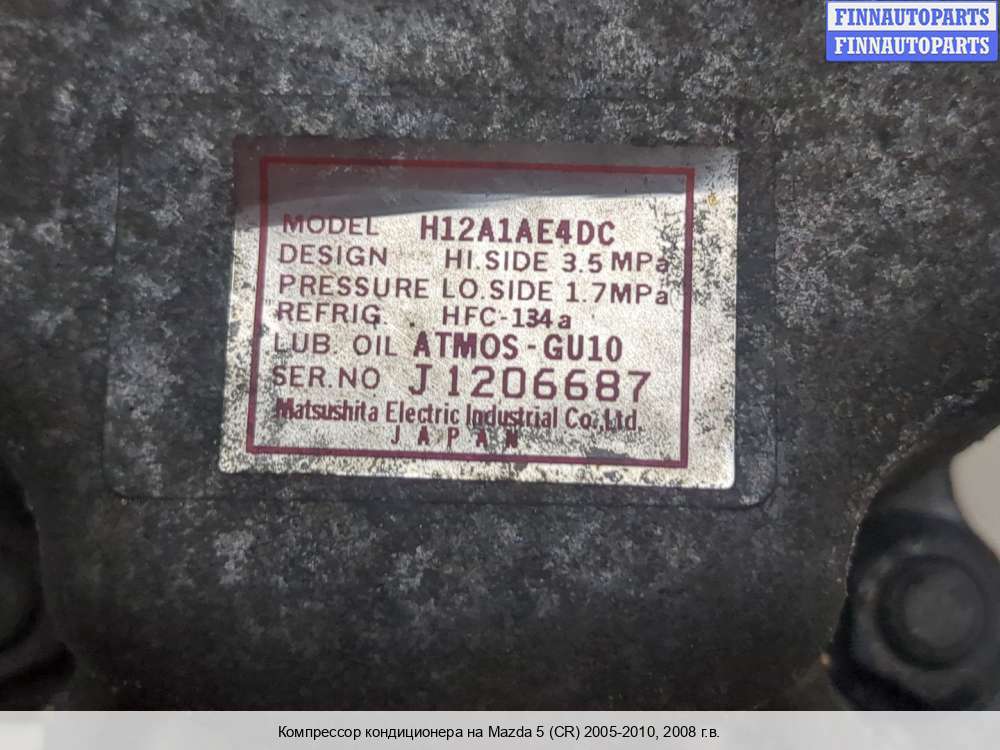 FINNAUTOPARTS
FINNAUTOPARTS
MODEL H12A1AE4DC
DESIGN HI.SIDE 3.5 MPa
PRESSURE LO.SIDE 1.7MPa
REFRIG. HFC-134a
LUB. OIL ATMOS-GU10
SER.NO J1206687
Matsushita Electric Industrial Co.,Ltd.
JAPAN
Компрессор кондиционера на Mazda 5 (CR) 2005-2010, 2008 г.в.